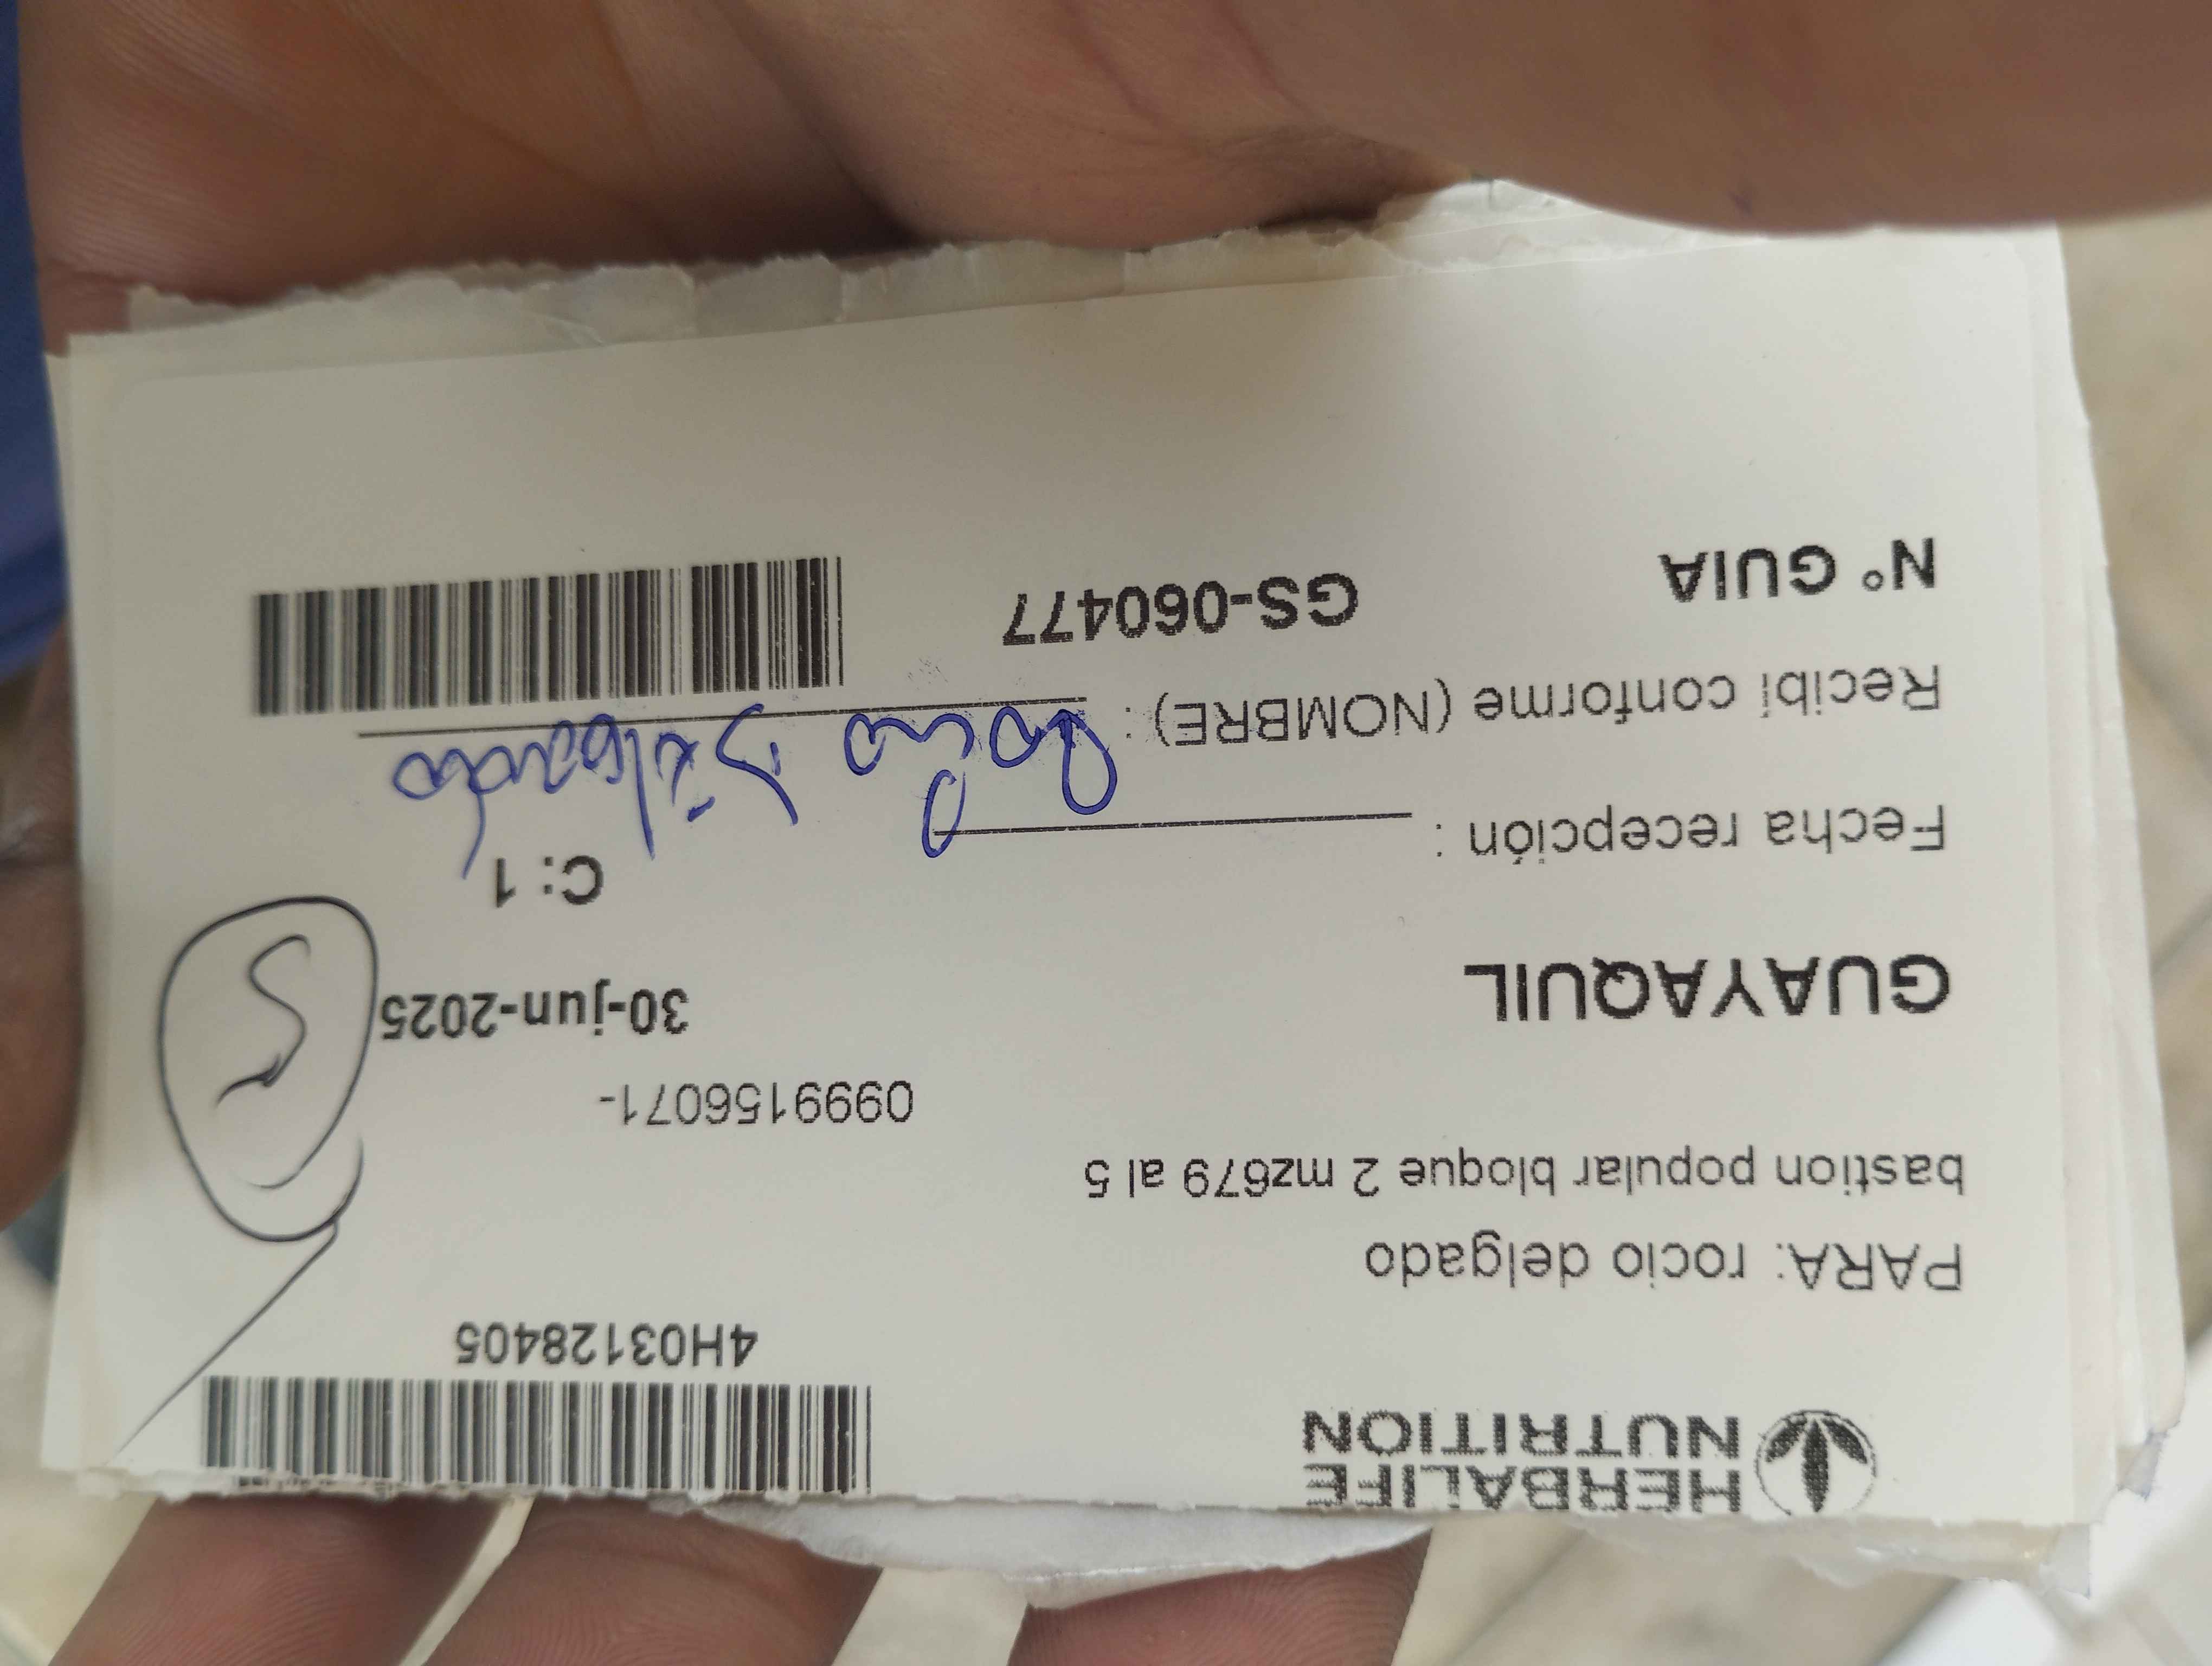 HERBALIFE
NUTRITION
4H03128405
PARA: rocio delgado
bastion popular bloque 2 mz679 al 5
0999156071-
GUAYAQUIL
30-jun-2025
C: 1
Fecha recepción :
Recibí conforme (NOMBRE) : Rocio Delgado
N° GUIA
GS-060477